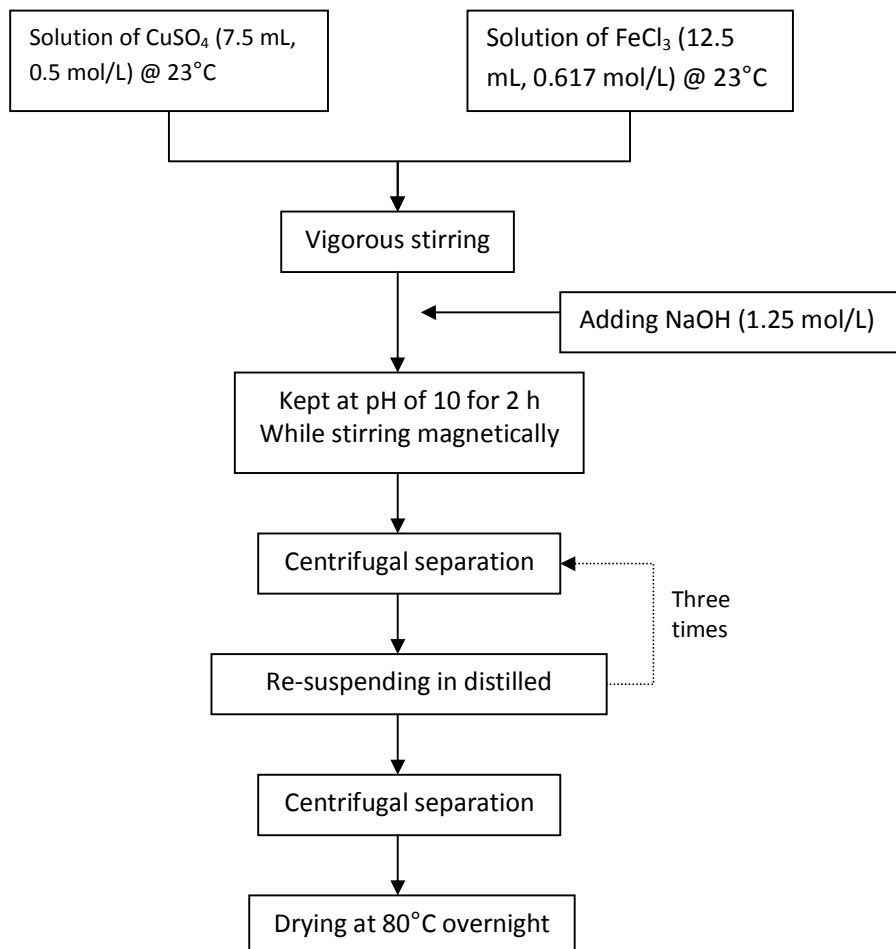 Solution of CuSO₄ (7.5 mL,
0.5 mol/L) @ 23°C
Solution of FeCl₃ (12.5
mL, 0.617 mol/L) @ 23°C
Vigorous stirring
Adding NaOH (1.25 mol/L)
Kept at pH of 10 for 2 h
While stirring magnetically
Centrifugal separation
Three
times
Re-suspending in distilled
Centrifugal separation
Drying at 80°C overnight